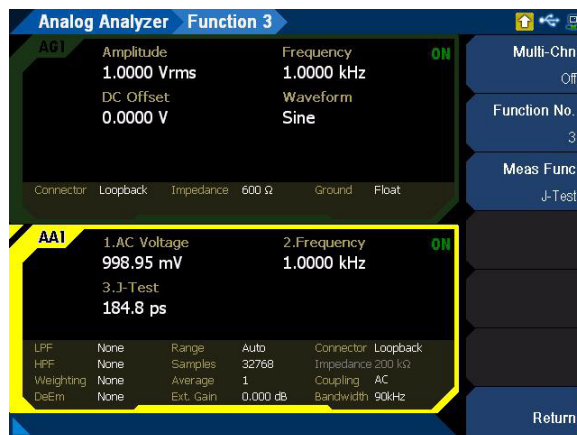 Analog Analyzer Function 3
AG1
Amplitude Frequency ON
1.0000 Vrms 1.0000 kHz
DC Offset Waveform
0.0000 V Sine
Connector Loopback Impedance 600 Ω Ground Float
AA1
1.AC Voltage 2.Frequency ON
998.95 mV 1.0000 kHz
3.J-Test
184.8 ps
LPF None Range Auto Connector Loopback
HPF None Samples 32768 Impedance 200 kΩ
Weighting None Average 1 Coupling AC
DeEm None Ext. Gain 0.000 dB Bandwidth 90kHz
Multi-Chn
Off
Function No.
3
Meas Func
J-Test
Return